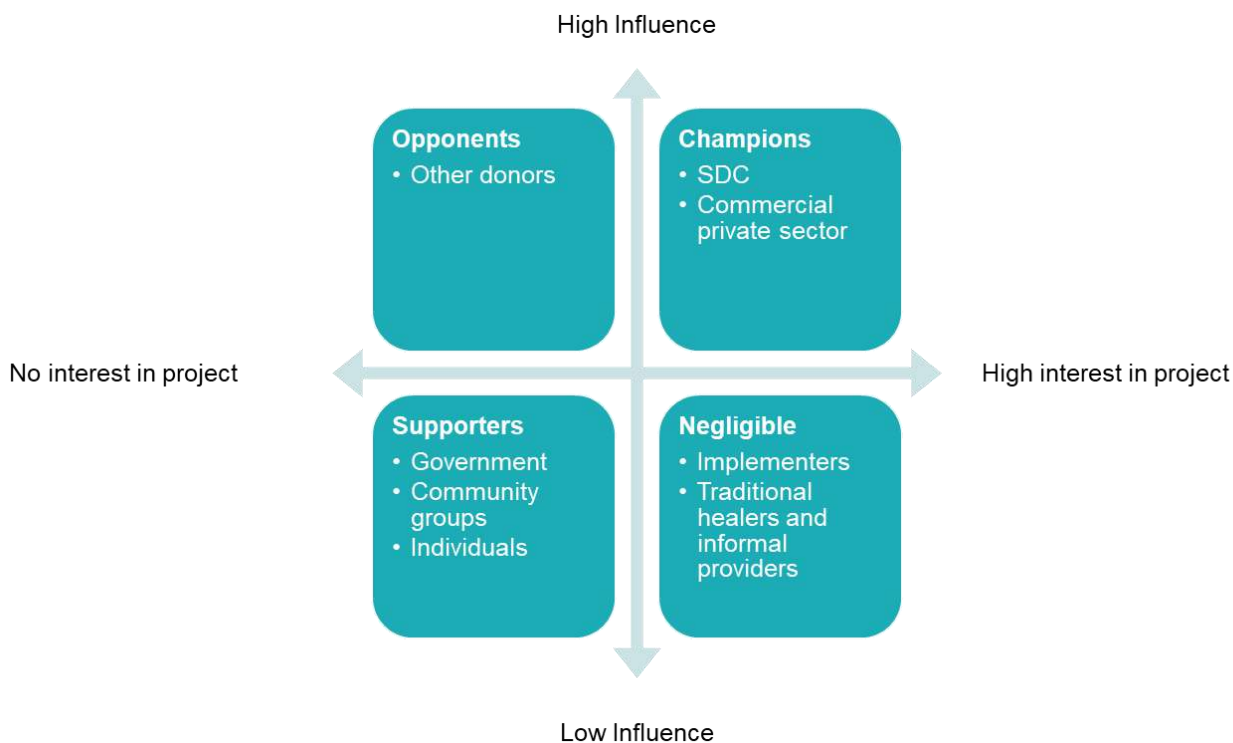 High Influence
Opponents
• Other donors
Champions
• SDC
• Commercial
private sector
No interest in project
High interest in project
Supporters
• Government
• Community
groups
• Individuals
Negligible
• Implementers
• Traditional
healers and
informal
providers
Low Influence